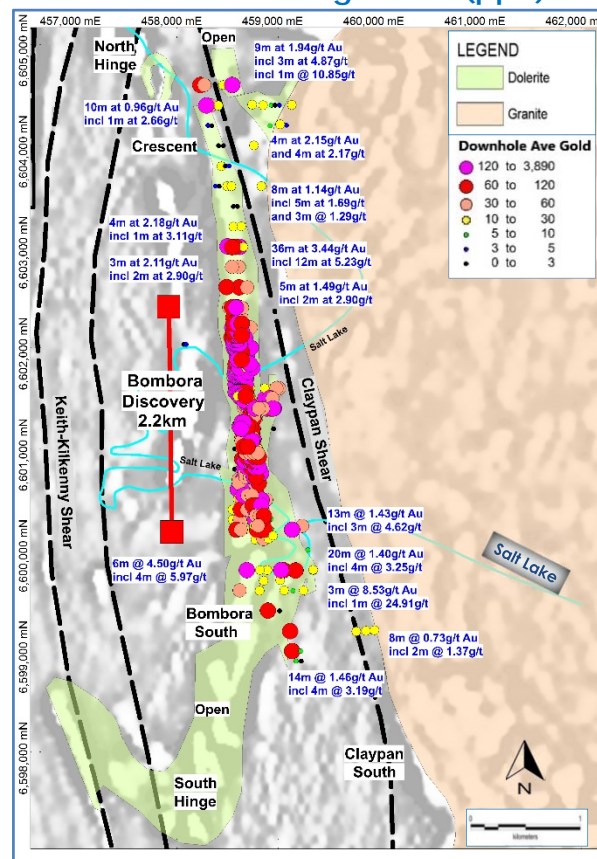 457,000 mE
458,000 mE
459,000 mE
460,000 mE
461,000 mE
462,000 mE
6,605,000 mN
6,604,000 mN
6,603,000 mN
6,602,000 mN
6,601,000 mN
6,600,000 mN
6,599,000 mN
6,598,000 mN
North
Hinge
Open
9m at 1.94g/t Au
incl 3m at 4.87g/t
incl 1m @ 10.85g/t
10m at 0.96g/t Au
incl 1m at 2.66g/t
Crescent
4m at 2.15g/t Au
and 4m at 2.17g/t
8m at 1.14g/t Au
incl 5m at 1.69g/t
and 3m @ 1.29g/t
4m at 2.18g/t Au
incl 1m at 3.11g/t
3m at 2.11g/t Au
incl 2m at 2.90g/t
36m at 3.44g/t Au
incl 12m at 5.23g/t
5m at 1.49g/t Au
incl 2m at 2.90g/t
LEGEND
Dolerite
Granite
Downhole Ave Gold
120 to 3,890
60 to 120
30 to 60
10 to 30
5 to 10
3 to 5
0 to 3
Salt Lake
Bombora
Discovery
2.2km
Claypan Shear
Keith-Kilkenny Shear
Salt Lake
13m @ 1.43g/t Au
incl 3m @ 4.62g/t
6m @ 4.50g/t Au
incl 4m @ 5.97g/t
20m @ 1.40g/t Au
incl 4m @ 3.25g/t
Salt Lake
3m @ 8.53g/t Au
incl 1m @ 24.91g/t
Bombora
South
8m @ 0.73g/t Au
incl 2m @ 1.37g/t
14m @ 1.46g/t Au
incl 4m @ 3.19g/t
Open
South
Hinge
Claypan
South
N
0
1
kilometers